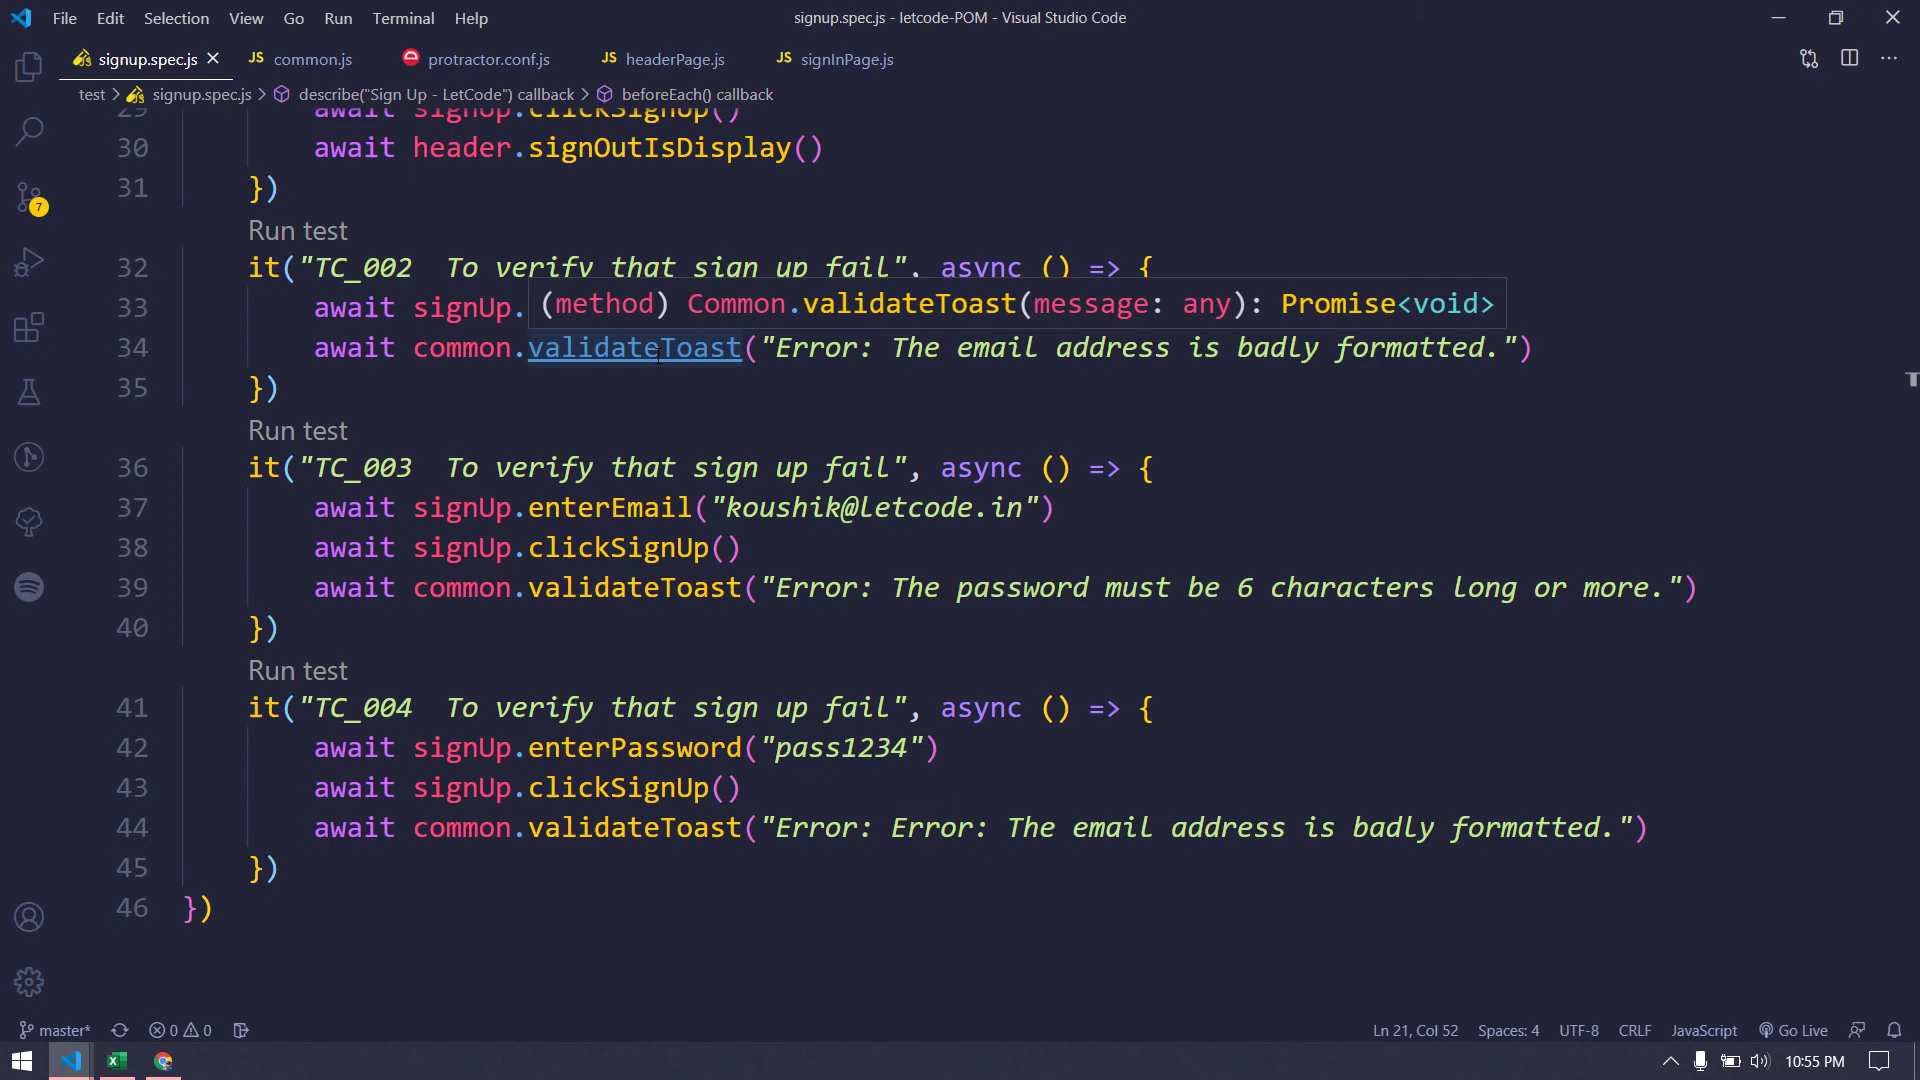 File Edit Selection View Go Run Terminal Help
signup.spec.js - letcode-POM - Visual Studio Code
signup.spec.js
JS common.js
protractor.conf.js
JS headerPage.js
JS signInPage.js
test > signup.spec.js > describe("Sign Up - LetCode") callback > beforeEach() callback
29 await signUp.clickSignUp()
30 await header.signOutIsDisplay()
31 })
Run test
32 it("TC_002  To verify that sign up fail", async () => {
33 await signUp.
(method) Common.validateToast(message: any): Promise<void>
34 await common.validateToast("Error: The email address is badly formatted.")
35 })
Run test
36 it("TC_003  To verify that sign up fail", async () => {
37 await signUp.enterEmail("koushik@letcode.in")
38 await signUp.clickSignUp()
39 await common.validateToast("Error: The password must be 6 characters long or more.")
40 })
Run test
41 it("TC_004  To verify that sign up fail", async () => {
42 await signUp.enterPassword("pass1234")
43 await signUp.clickSignUp()
44 await common.validateToast("Error: Error: The email address is badly formatted.")
45 })
46 })
7
master* 0 0
Ln 21, Col 52 Spaces: 4 UTF-8 CRLF JavaScript Go Live
10:55 PM